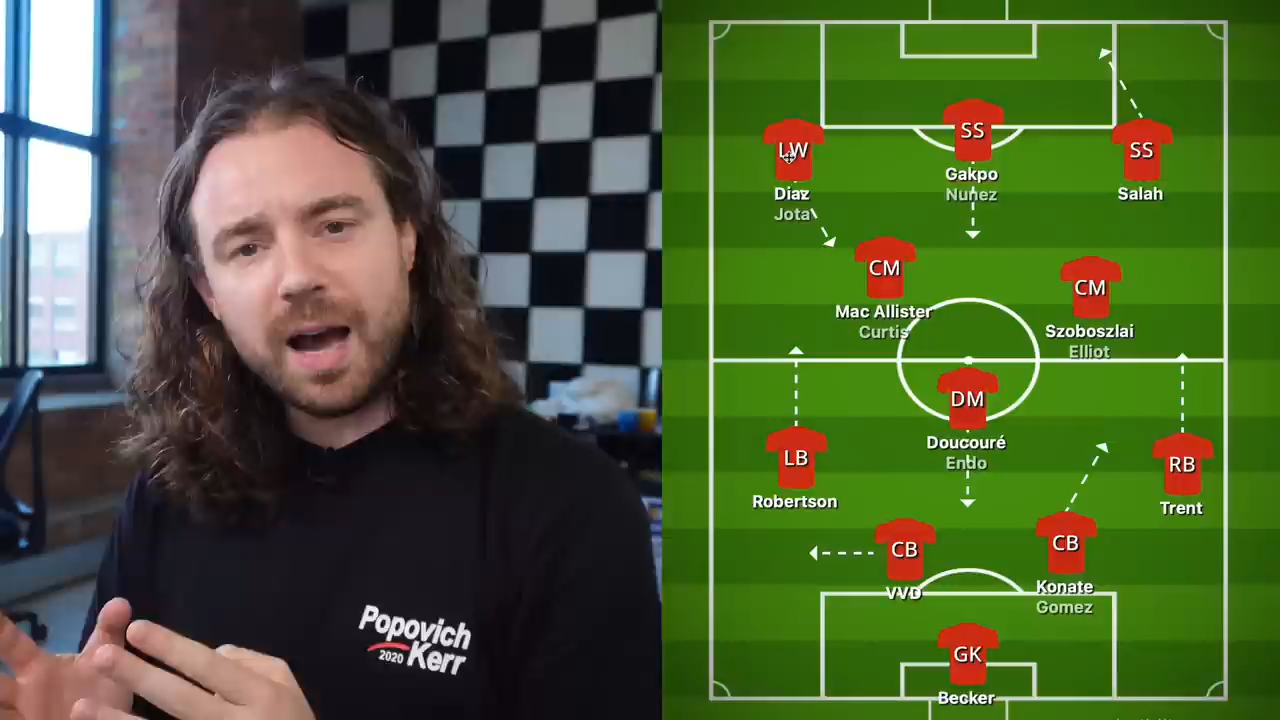 Popovich
2020 Kerr
LW
Diaz
Jota
SS
Gakpo
Nunez
SS
Salah
CM
Mac Allister
Curtis
CM
Szoboszlai
Elliot
DM
Doucouré
Endo
LB
Robertson
RB
Trent
CB
VVD
CB
Konate
Gomez
GK
Becker